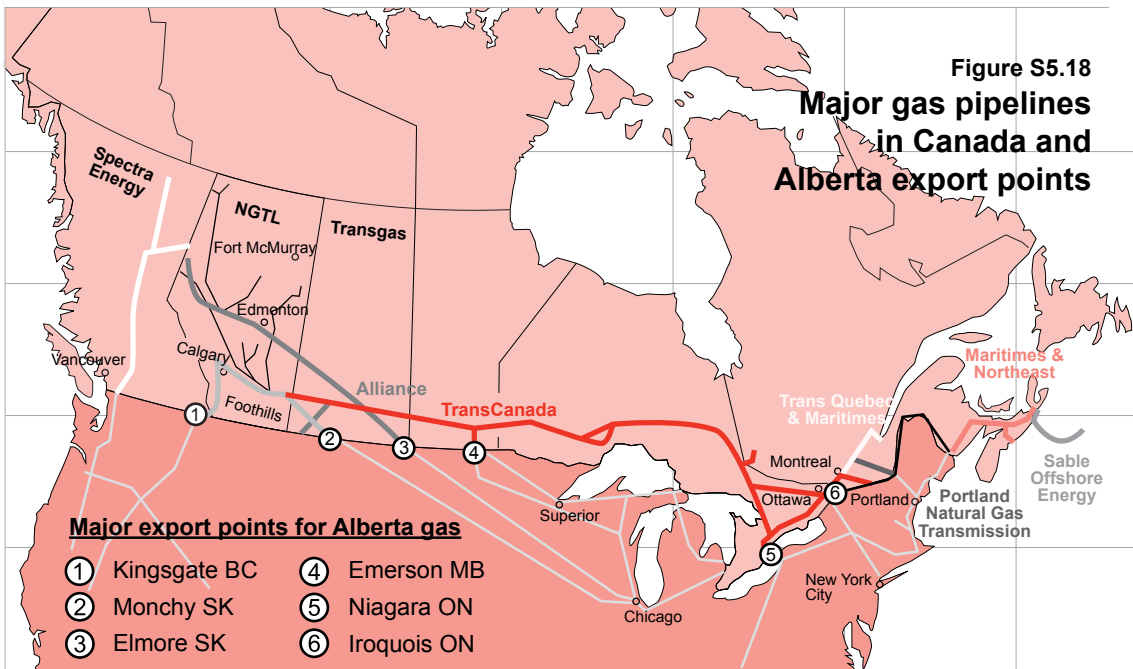 Figure S5.18
Major gas pipelines
in Canada and
Alberta export points
Spectra
Energy
NGTL
Transgas
Fort McMurray
Edmonton
Vancouver
Calgary
Alliance
Foothills
TransCanada
Maritimes &
Northeast
Trans Quebec
& Maritimes
Montreal
Ottawa
Portland
Sable
Offshore
Energy
Portland
Natural Gas
Transmission
Superior
New York
City
Chicago
1
2
3
4
5
6
Major export points for Alberta gas
1 Kingsgate BC
2 Monchy SK
3 Elmore SK
4 Emerson MB
5 Niagara ON
6 Iroquois ON